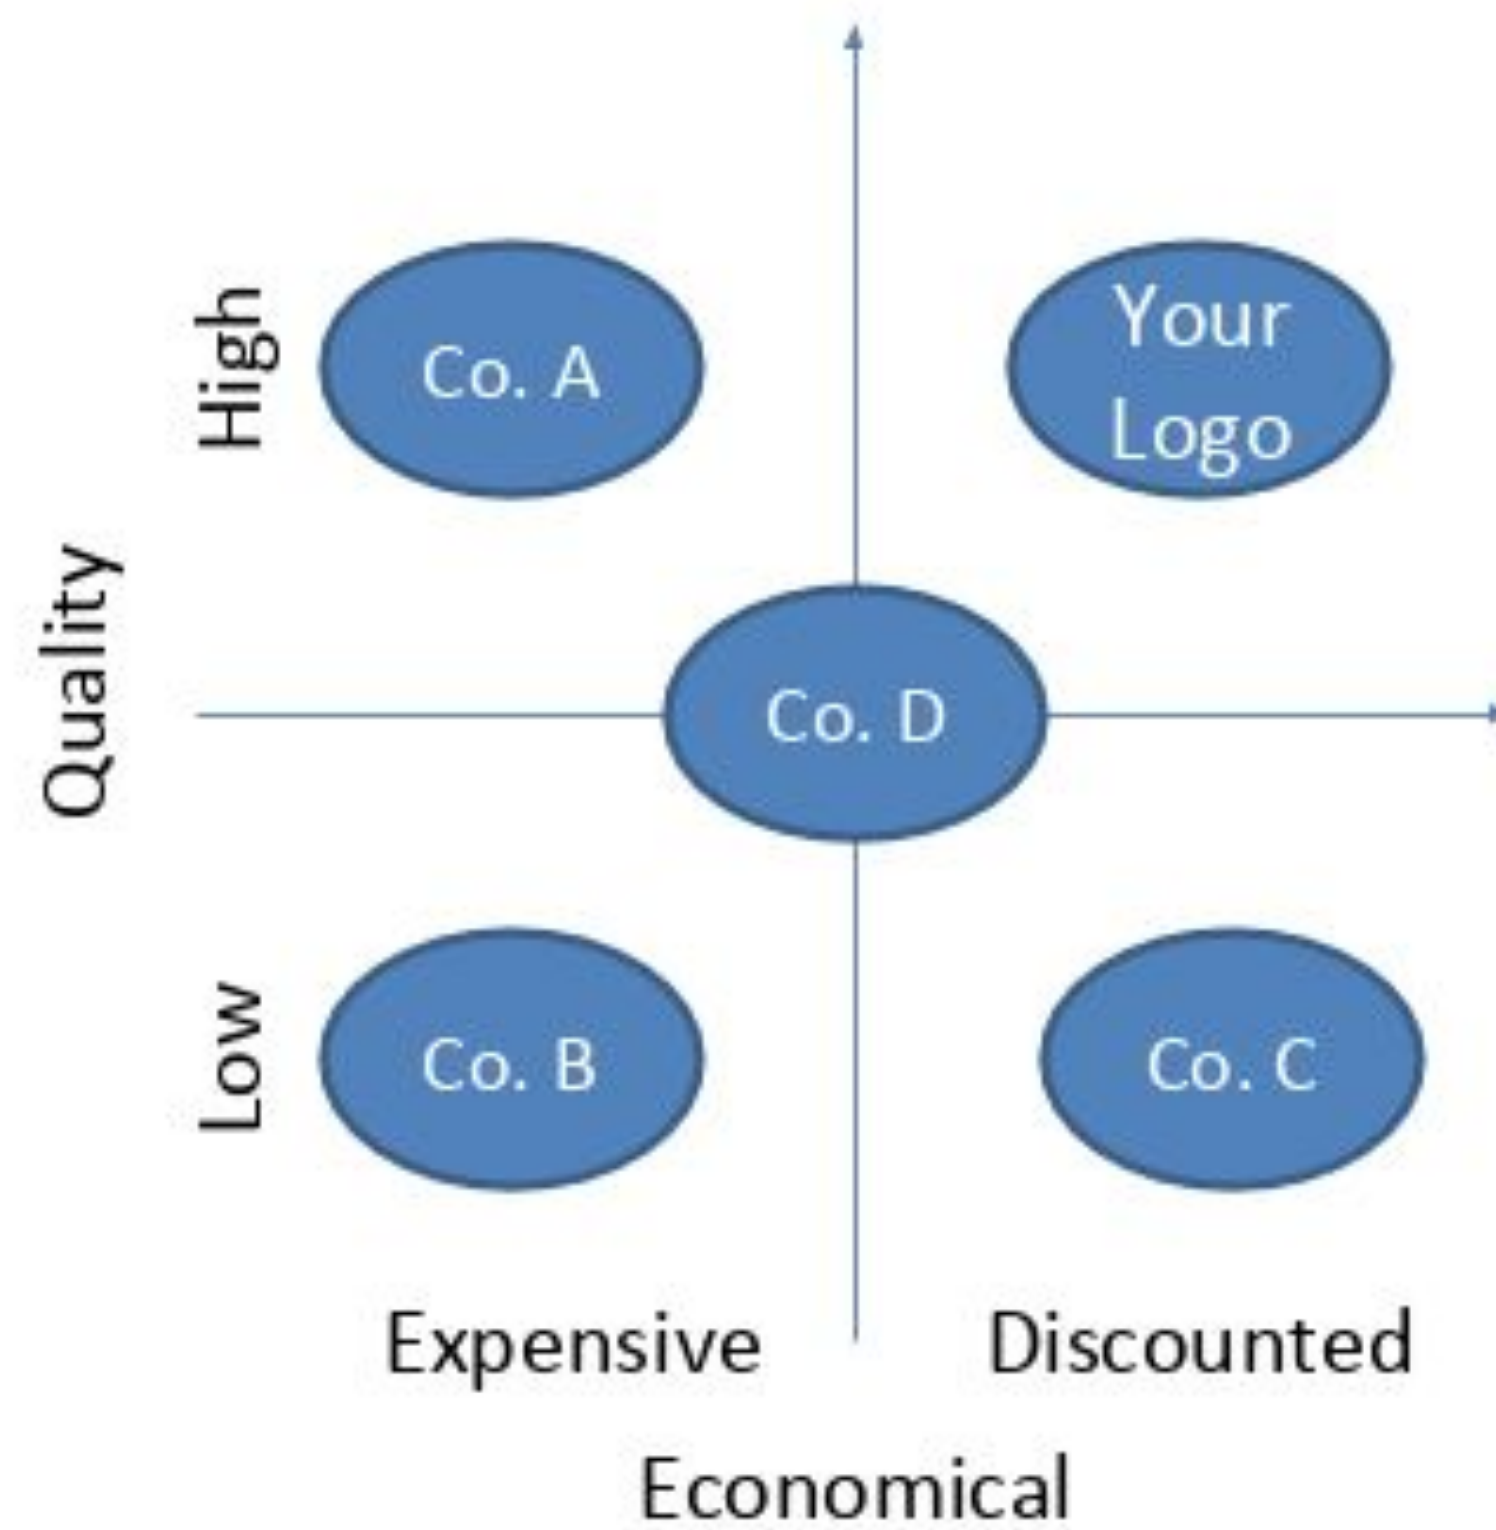 High
Co. A
Your
Logo
Quality
Co. D
Low
Co. B
Co. C
Expensive
Discounted
Economical